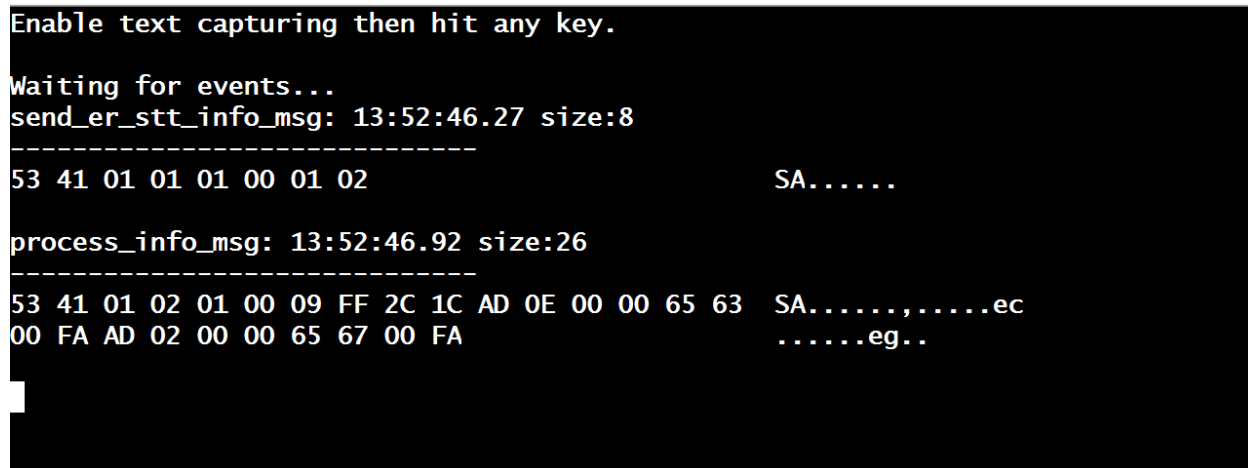 Enable text capturing then hit any key.
Waiting for events...
send_er_stt_info_msg: 13:52:46.27 size:8
------------------------------
53 41 01 01 01 00 01 02 SA......
process_info_msg: 13:52:46.92 size:26
------------------------------
53 41 01 02 01 00 09 FF 2C 1C AD 0E 00 00 65 63 SA......,.....ec
00 FA AD 02 00 00 65 67 00 FA ......eg..